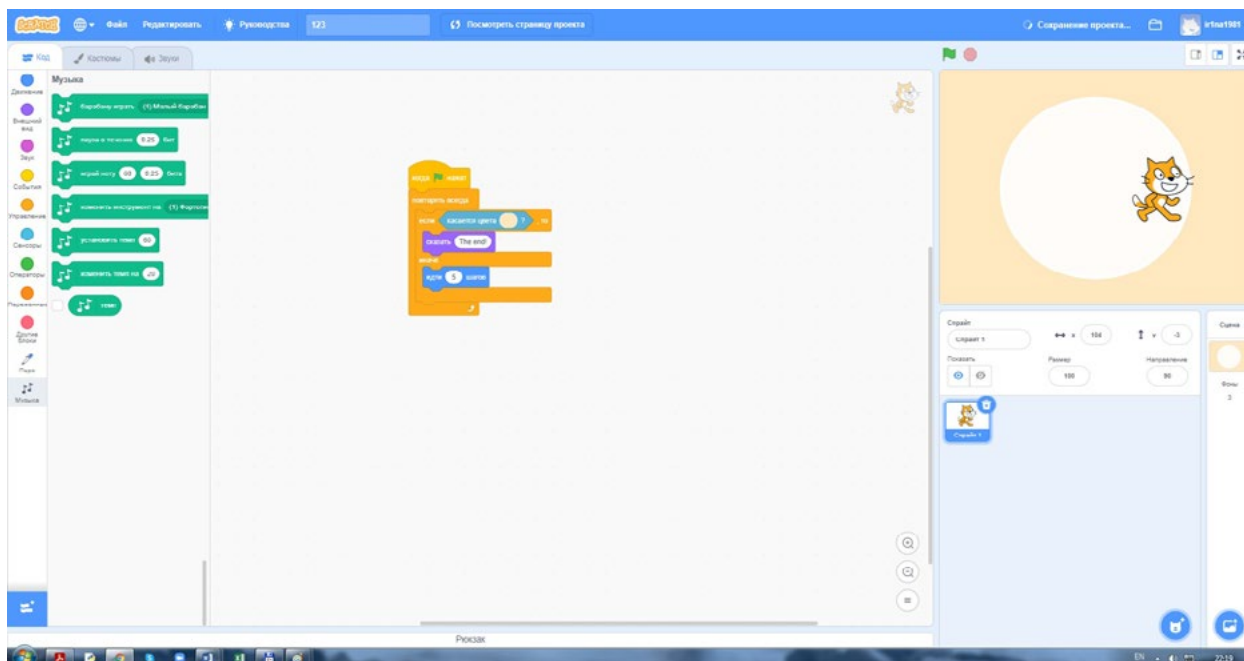 SCRATCH
Файл Редактировать Руководства 123 Посмотреть страницу проекта Сохранение проекта... ir1na1981
Код Костюмы Звуки
Музыка
Движение
Внешний вид
Звук
События
Управление
Сенсоры
Операторы
Переменные
Другие блоки
Перо
Музыка
барабану играть (1) Малый барабан
пауза в течение 0.25 бит
играй ноту 60 0.25 бита
изменить инструмент на (1) Фортепиано
установить темп 60
изменить темп на 20
темп
когда нажат
повторять всегда
если касается цвета ? то
сказать The end!
иначе
идти 5 шагов
Спрайт
Спрайт 1 x 104 y -3
Показать Размер Направление
100 90
Спрайт 1
Сцена
Фоны
3
Рюкзак
EN 22:19